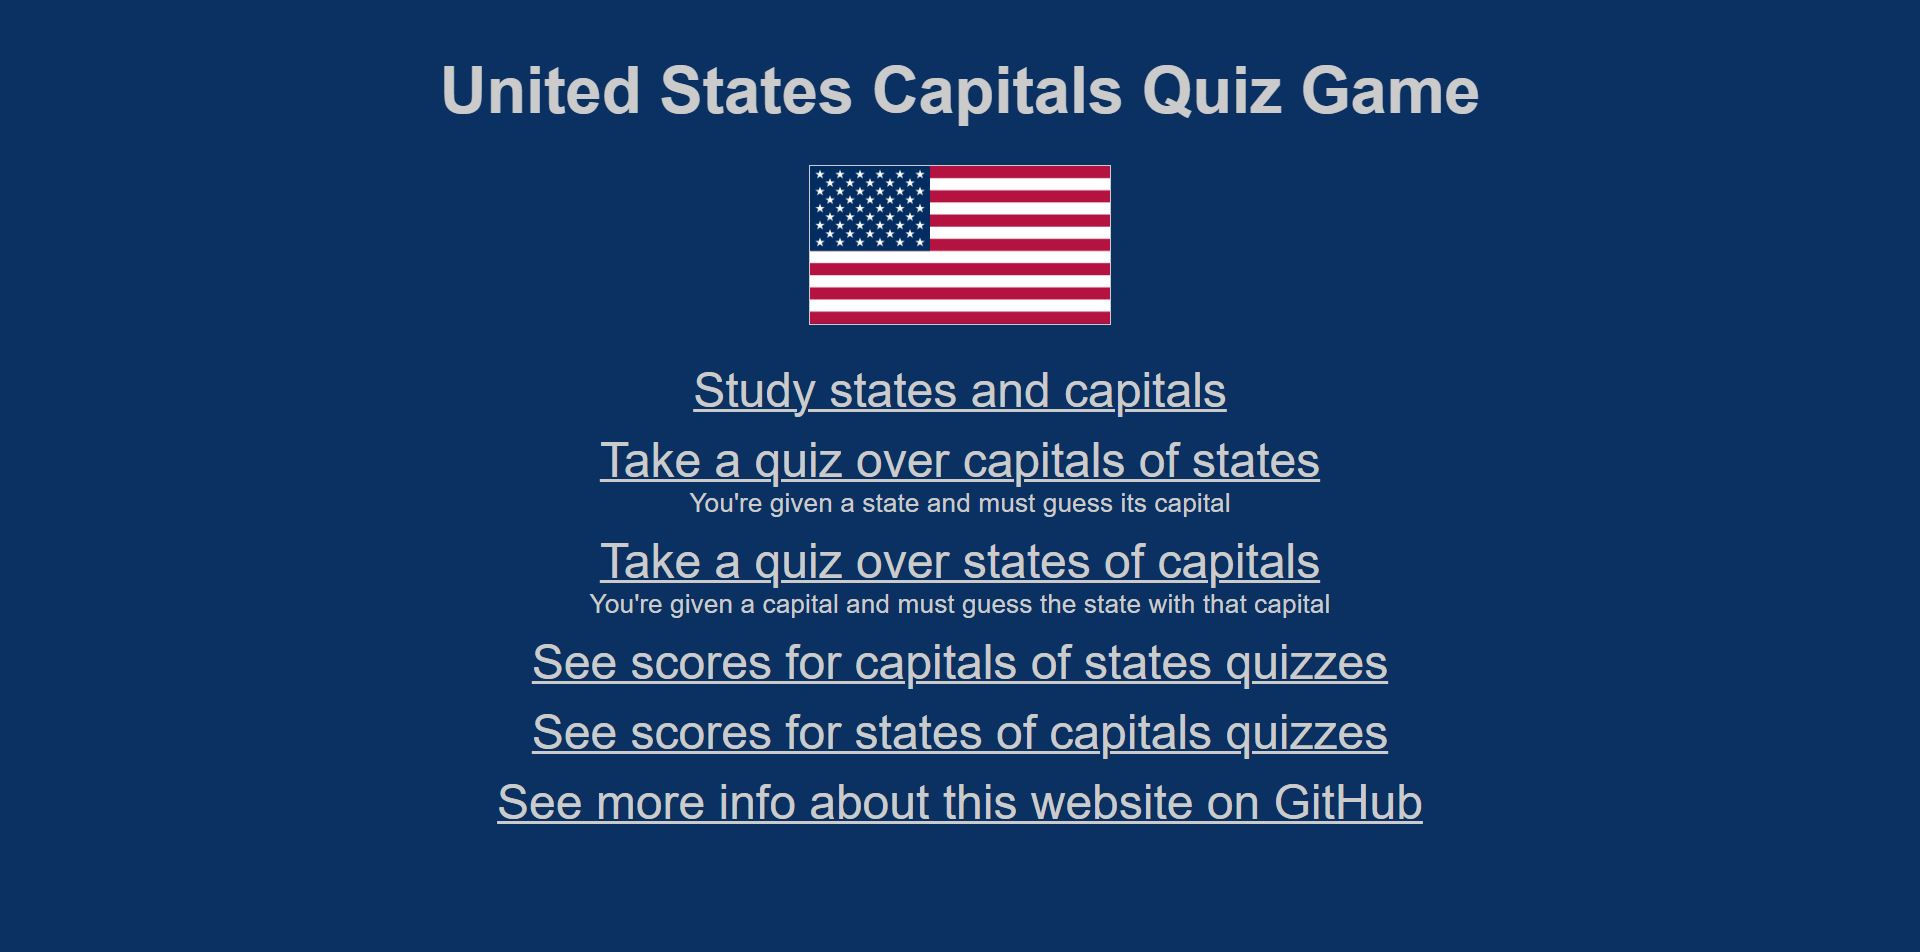 United States Capitals Quiz Game
Study states and capitals
Take a quiz over capitals of states
You're given a state and must guess its capital
Take a quiz over states of capitals
You're given a capital and must guess the state with that capital
See scores for capitals of states quizzes
See scores for states of capitals quizzes
See more info about this website on GitHub